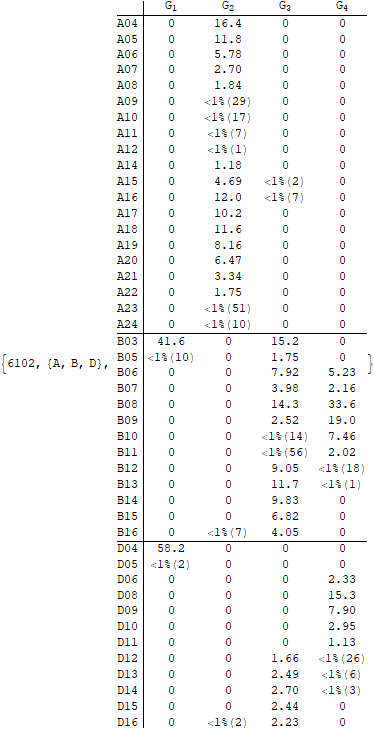 G1 G2 G3 G4
A04 0 16.4 0 0
A05 0 11.8 0 0
A06 0 5.78 0 0
A07 0 2.70 0 0
A08 0 1.84 0 0
A09 0 <1%(29) 0 0
A10 0 <1%(17) 0 0
A11 0 <1%(7) 0 0
A12 0 <1%(1) 0 0
A14 0 1.18 0 0
A15 0 4.69 <1%(2) 0
A16 0 12.0 <1%(7) 0
A17 0 10.2 0 0
A18 0 11.6 0 0
A19 0 8.16 0 0
A20 0 6.47 0 0
A21 0 3.34 0 0
A22 0 1.75 0 0
A23 0 <1%(51) 0 0
A24 0 <1%(10) 0 0
B03 41.6 0 15.2 0
B05 <1%(10) 0 1.75 0
{6102, {A, B, D}, B06 0 0 7.92 5.23 }
B07 0 0 3.98 2.16
B08 0 0 14.3 33.6
B09 0 0 2.52 19.0
B10 0 0 <1%(14) 7.46
B11 0 0 <1%(56) 2.02
B12 0 0 9.05 <1%(18)
B13 0 0 11.7 <1%(1)
B14 0 0 9.83 0
B15 0 0 6.82 0
B16 0 <1%(7) 4.05 0
D04 58.2 0 0 0
D05 <1%(2) 0 0 0
D06 0 0 0 2.33
D08 0 0 0 15.3
D09 0 0 0 7.90
D10 0 0 0 2.95
D11 0 0 0 1.13
D12 0 0 1.66 <1%(26)
D13 0 0 2.49 <1%(6)
D14 0 0 2.70 <1%(3)
D15 0 0 2.44 0
D16 0 <1%(2) 2.23 0